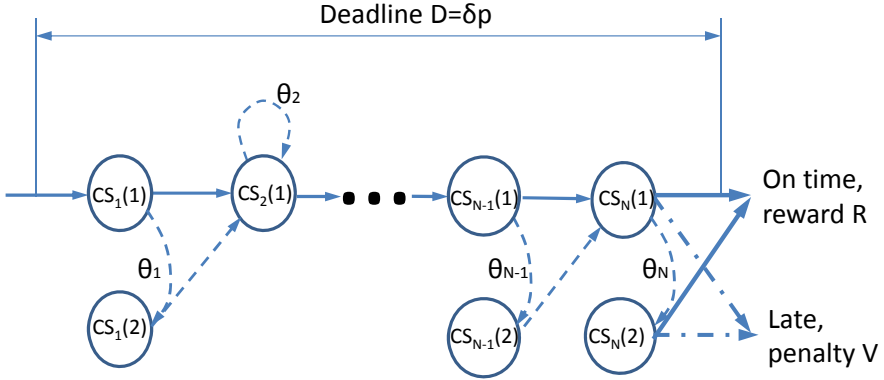 Deadline D=δp
θ2
CS1(1)
CS2(1)
CSN-1(1)
CSN(1)
On time,
reward R
θ1
θN-1
θN
CS1(2)
CSN-1(2)
CSN(2)
Late,
penalty V